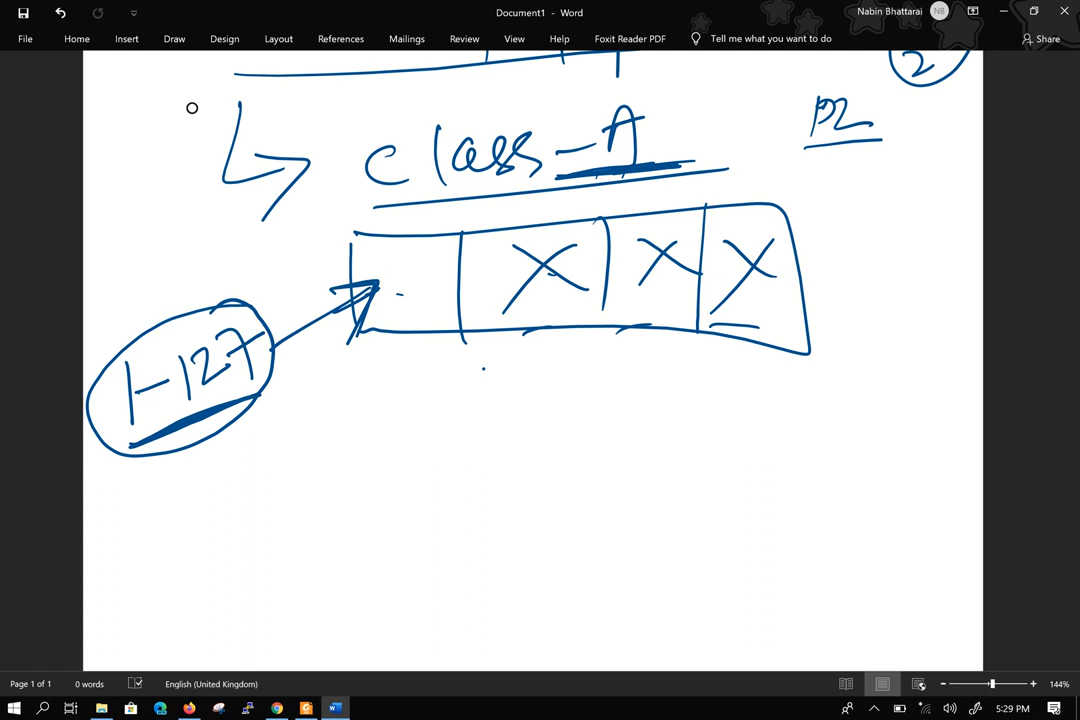 Document1 - Word
Nabin Bhattarai NB
File Home Insert Draw Design Layout References Mailings Review View Help Foxit Reader PDF Tell me what you want to do Share
2
class-A
X X X
1-127
Page 1 of 1 0 words English (United Kingdom) 144%
5:29 PM